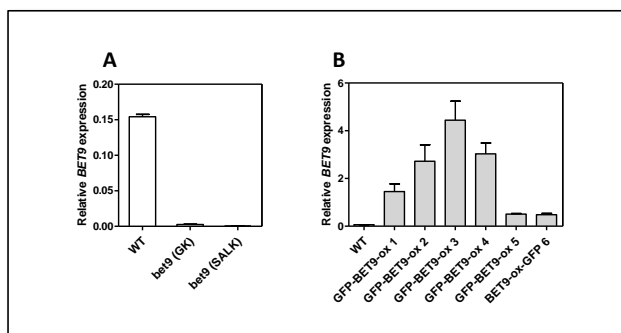 A
Relative BET9 expression
0.20
0.15
0.10
0.05
0.00
WT
bet9 (GK)
bet9 (SALK)
B
Relative BET9 expression
6
4
2
0
WT
GFP-BET9-ox 1
GFP-BET9-ox 2
GFP-BET9-ox 3
GFP-BET9-ox 4
GFP-BET9-ox 5
BET9-ox-GFP 6